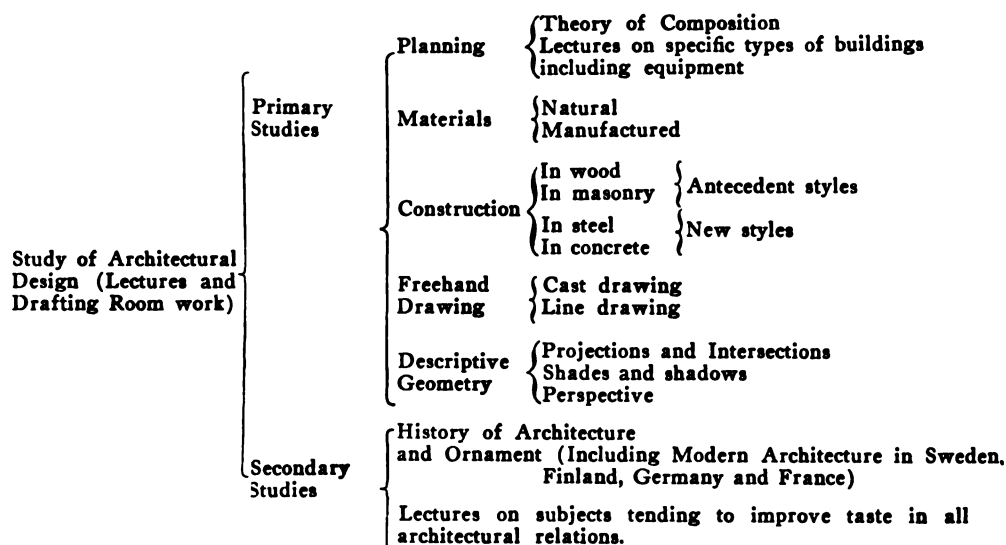 Study of Architectural
Design (Lectures and
Drafting Room work)
Primary
Studies
Planning
Theory of Composition
Lectures on specific types of buildings
including equipment
Materials
Natural
Manufactured
Construction
In wood
In masonry
Antecedent styles
In steel
In concrete
New styles
Freehand
Drawing
Cast drawing
Line drawing
Descriptive
Geometry
Projections and Intersections
Shades and shadows
Perspective
Secondary
Studies
History of Architecture
and Ornament (Including Modern Architecture in Sweden,
Finland, Germany and France)
Lectures on subjects tending to improve taste in all
architectural relations.